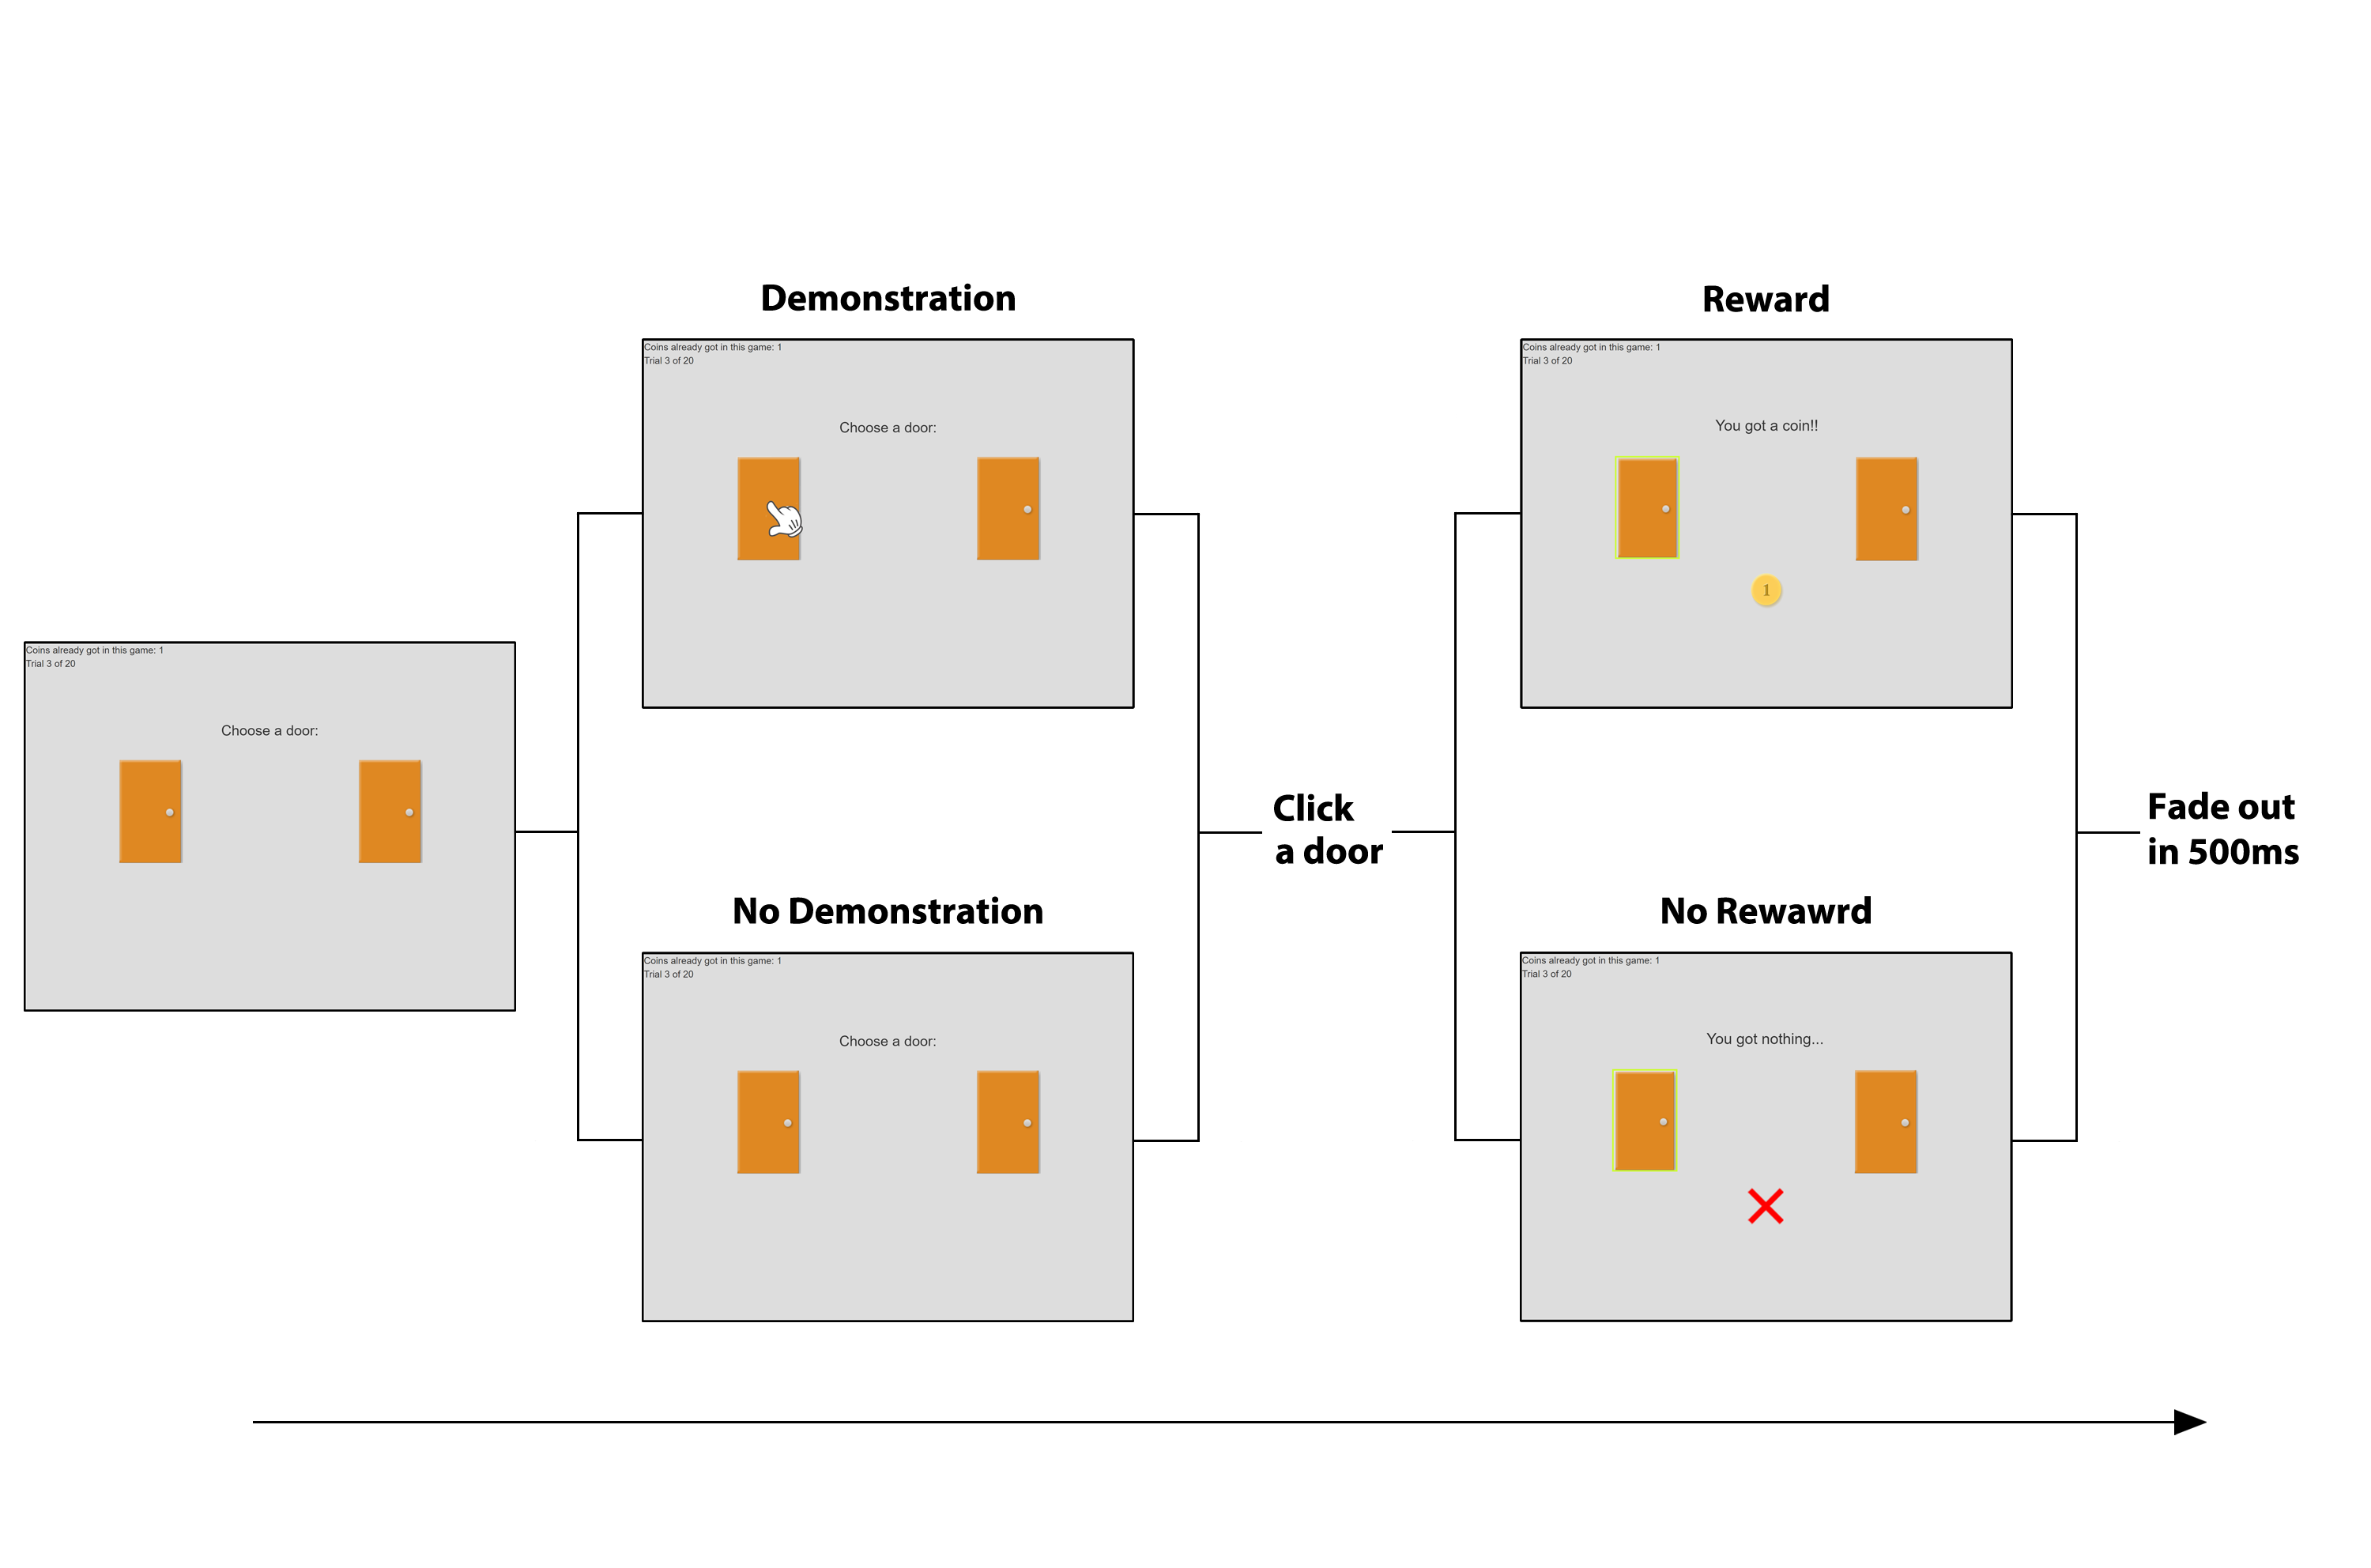 Coins already got in this game: 1
Trial 3 of 20
Choose a door:
Demonstration
Coins already got in this game: 1
Trial 3 of 20
Choose a door:
No Demonstration
Coins already got in this game: 1
Trial 3 of 20
Choose a door:
Click
a door
Reward
Coins already got in this game: 1
Trial 3 of 20
You got a coin!!
1
No Rewawrd
Coins already got in this game: 1
Trial 3 of 20
You got nothing...
Fade out
in 500ms